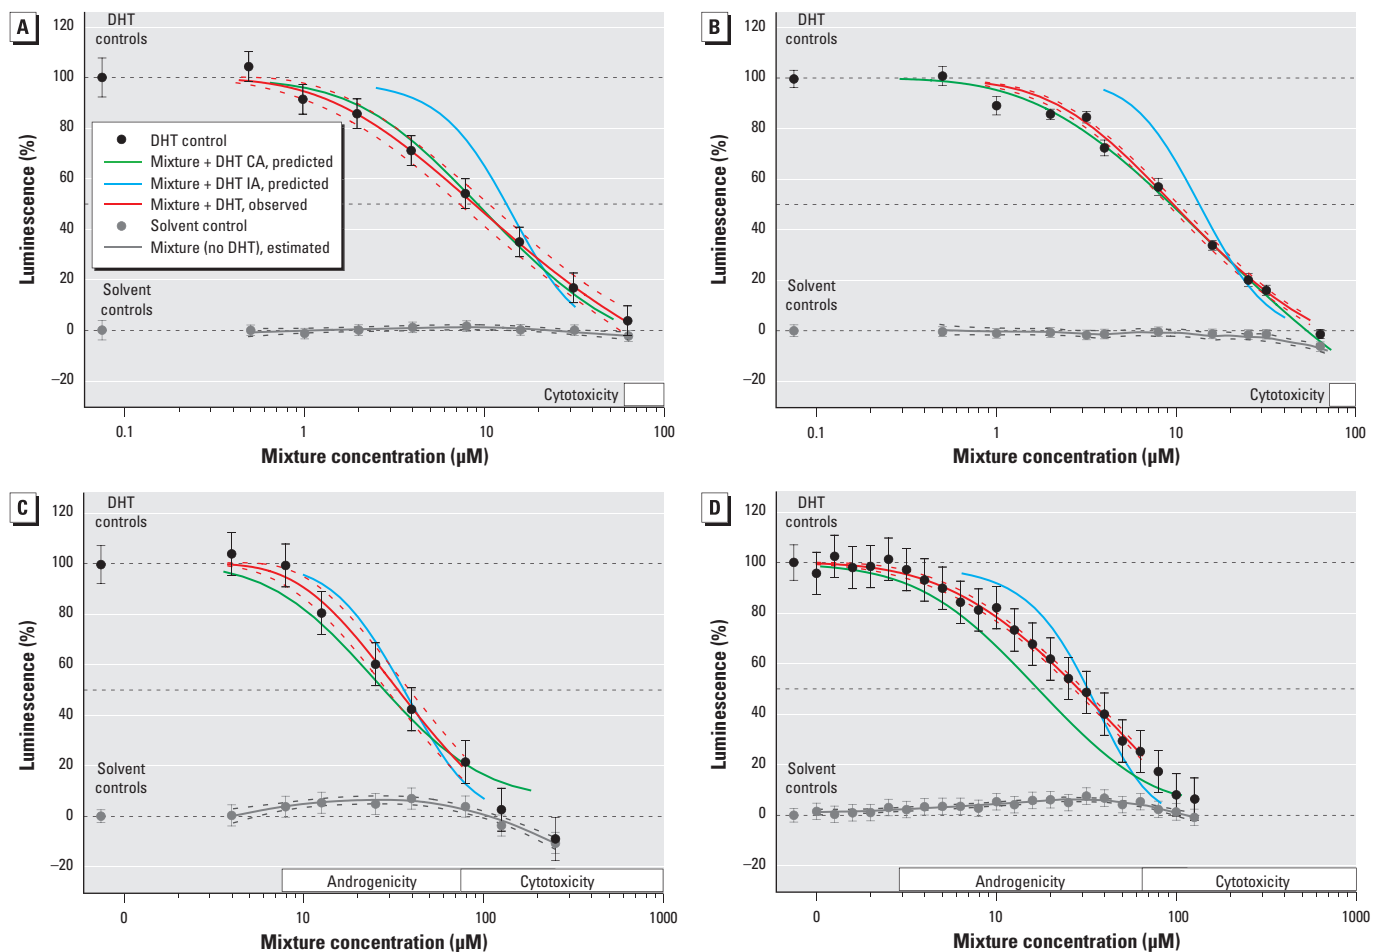 A
DHT
controls
120
100
80
60
40
20
0
−20
Luminescence (%)
DHT control
Mixture + DHT CA, predicted
Mixture + DHT IA, predicted
Mixture + DHT, observed
Solvent control
Mixture (no DHT), estimated
Solvent
controls
Cytotoxicity
0.1
1
10
100
Mixture concentration (µM)
B
DHT
controls
120
100
80
60
40
20
0
−20
Luminescence (%)
Solvent
controls
Cytotoxicity
0.1
1
10
100
Mixture concentration (µM)
C
DHT
controls
120
100
80
60
40
20
0
−20
Luminescence (%)
Solvent
controls
Androgenicity
Cytotoxicity
0
10
100
1000
Mixture concentration (µM)
D
DHT
controls
120
100
80
60
40
20
0
−20
Luminescence (%)
Solvent
controls
Androgenicity
Cytotoxicity
0
10
100
1000
Mixture concentration (µM)